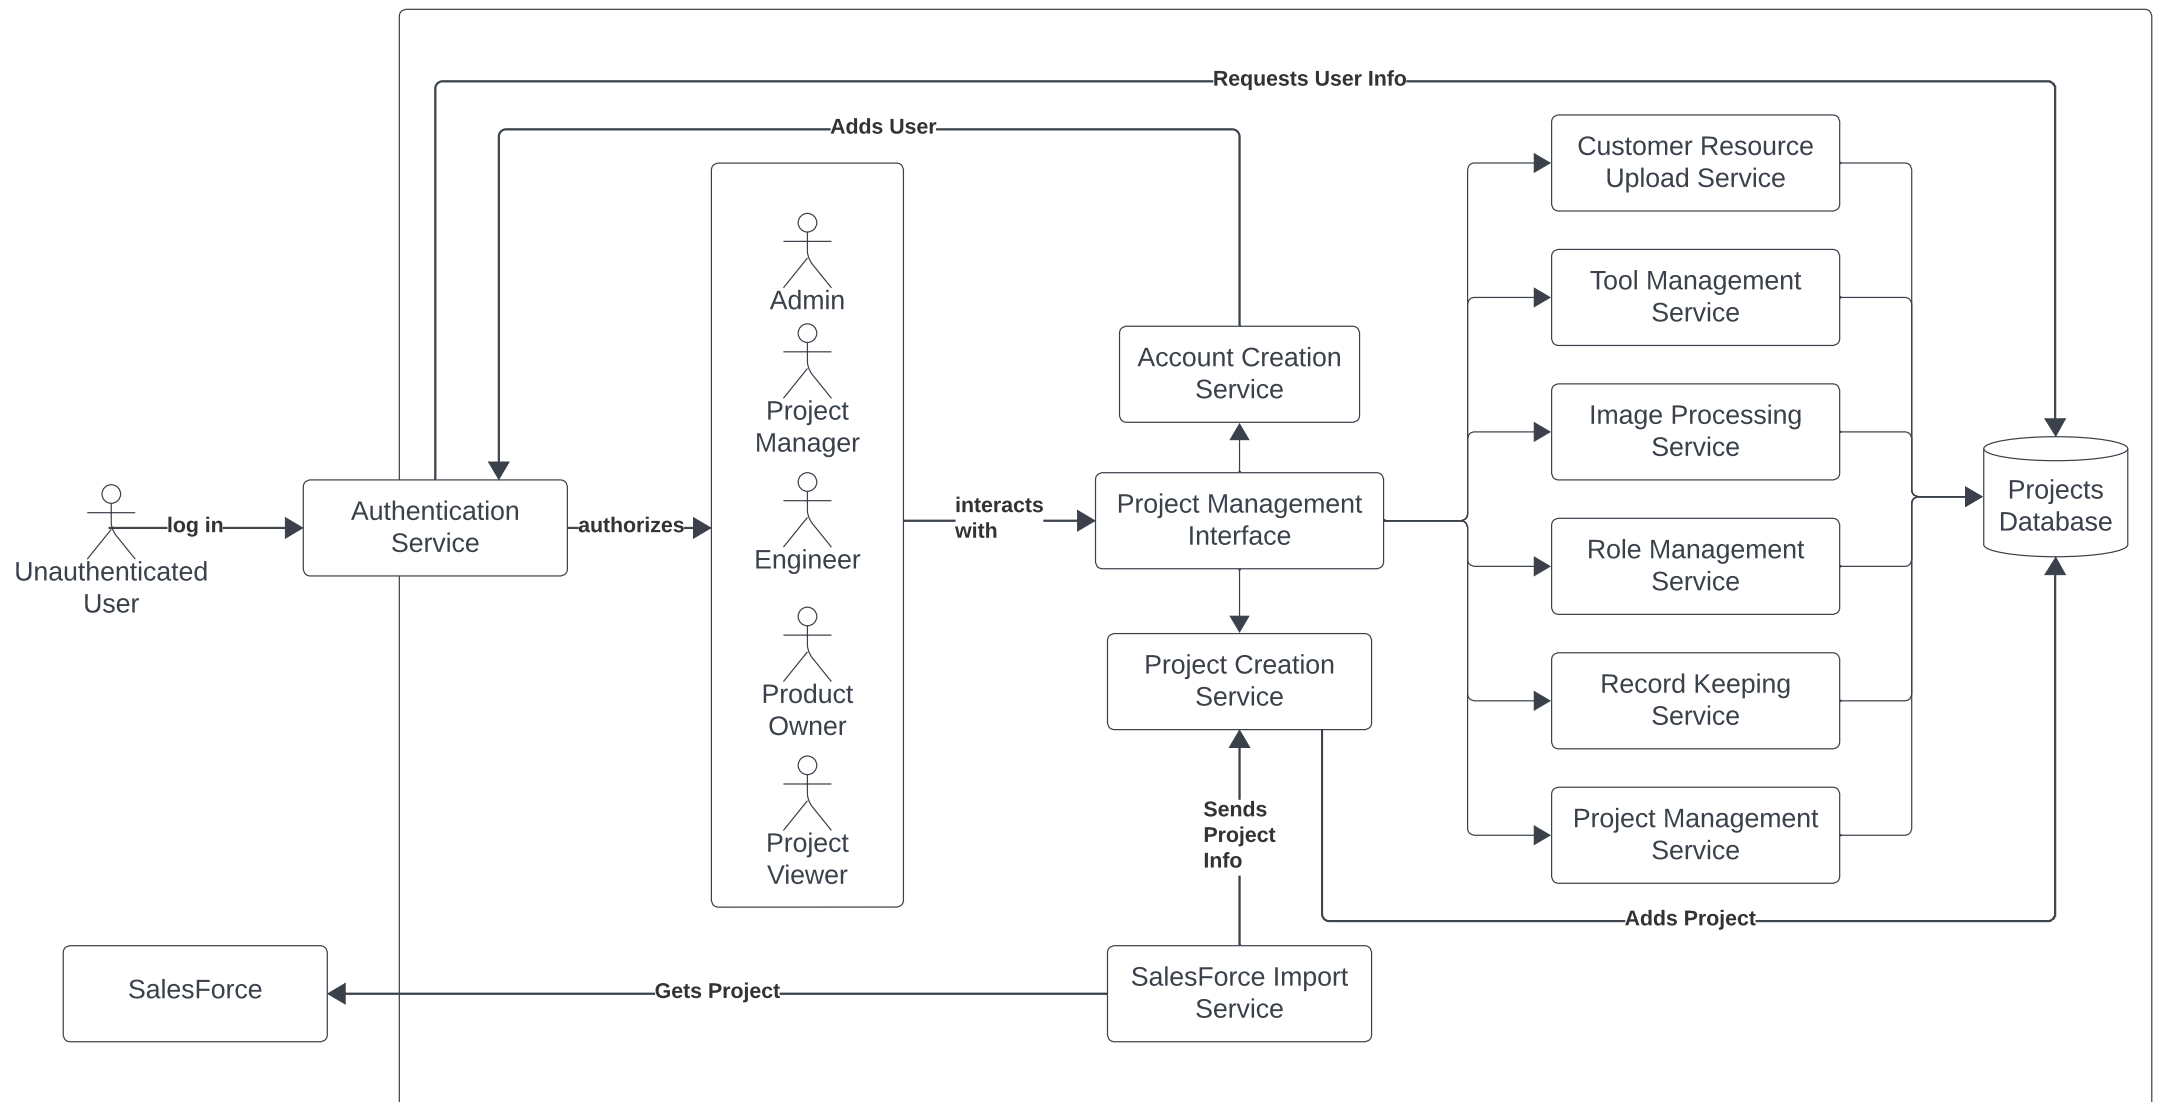 Requests User Info
Adds User
Customer Resource
Upload Service
Admin
Tool Management
Service
Project
Manager
Account Creation
Service
Image Processing
Service
Unauthenticated
User
log in
Authentication
Service
authorizes
Engineer
interacts
with
Project Management
Interface
Projects
Database
Role Management
Service
Product
Owner
Project Creation
Service
Record Keeping
Service
Project
Viewer
Sends
Project
Info
Project Management
Service
Adds Project
SalesForce
Gets Project
SalesForce Import
Service